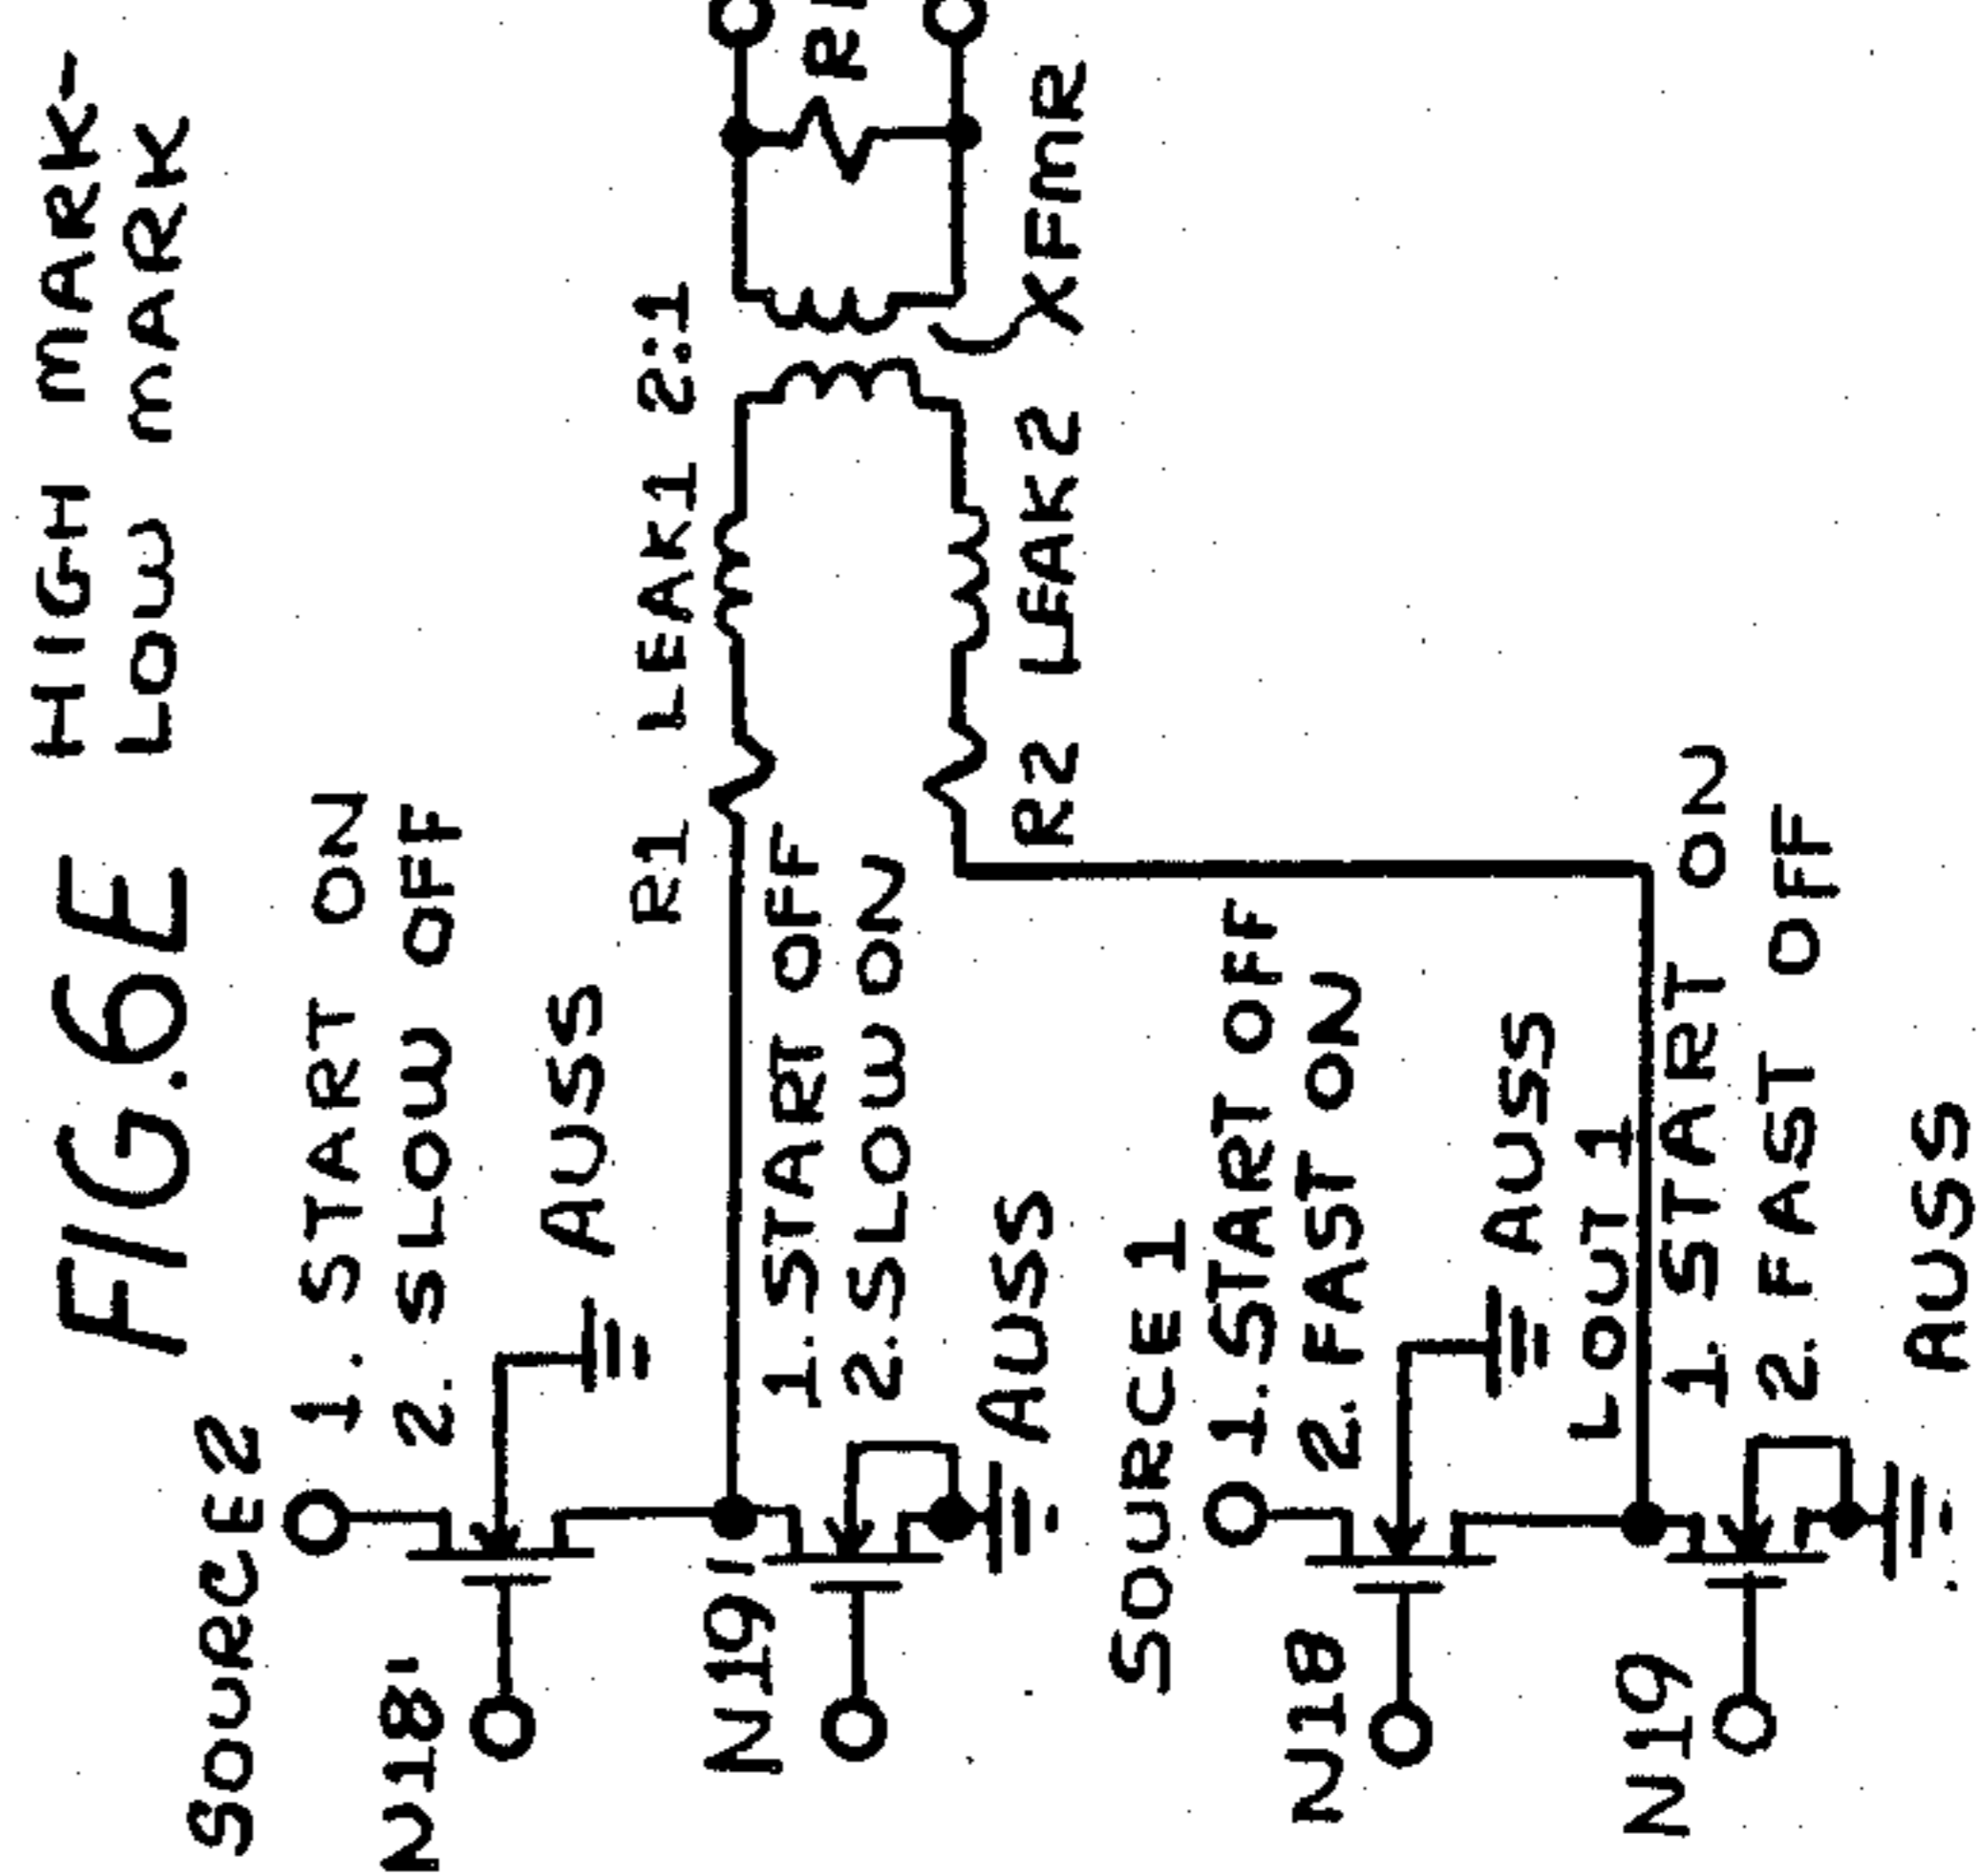 FIG.6E
HIGH MARK-
LOW MARK
SOURCE 2
N18'
1. START ON
2. SLOW OFF
AUSS
R1 LEAK1 2:1
N19'
1. START OFF
2. SLOW ON
AUSS
R2 LEAK2 XFMR
SOURCE 1
N18
1. START OFF
2. FAST ON
AUSS
LOUT 1
N19
1. START ON
2. FAST OFF
AUSS